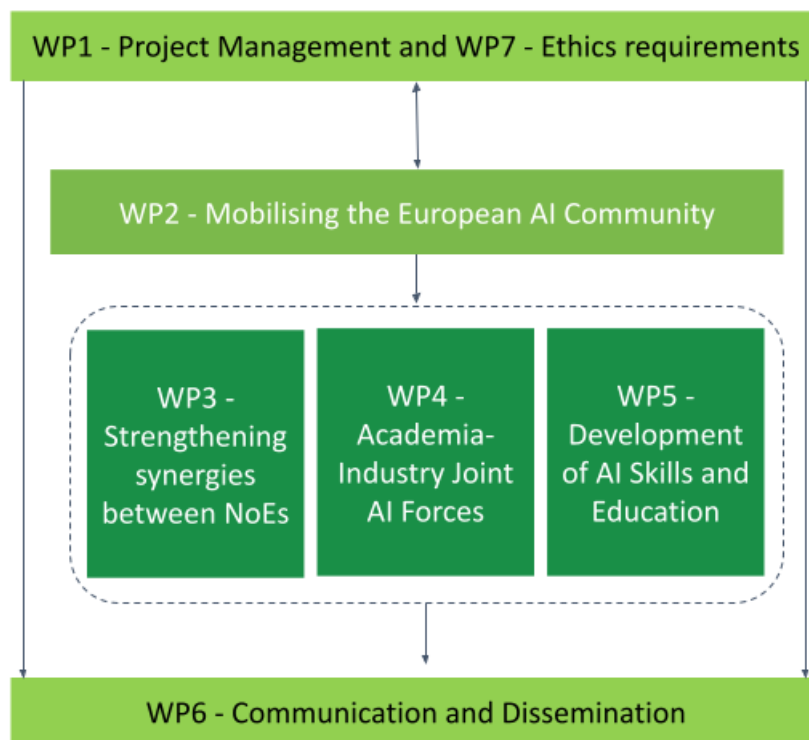 WP1 - Project Management and WP7 - Ethics requirements
WP2 - Mobilising the European AI Community
WP3 -
Strengthening
synergies
between NoEs
WP4 -
Academia-
Industry Joint
AI Forces
WP5 -
Development
of AI Skills and
Education
WP6 - Communication and Dissemination